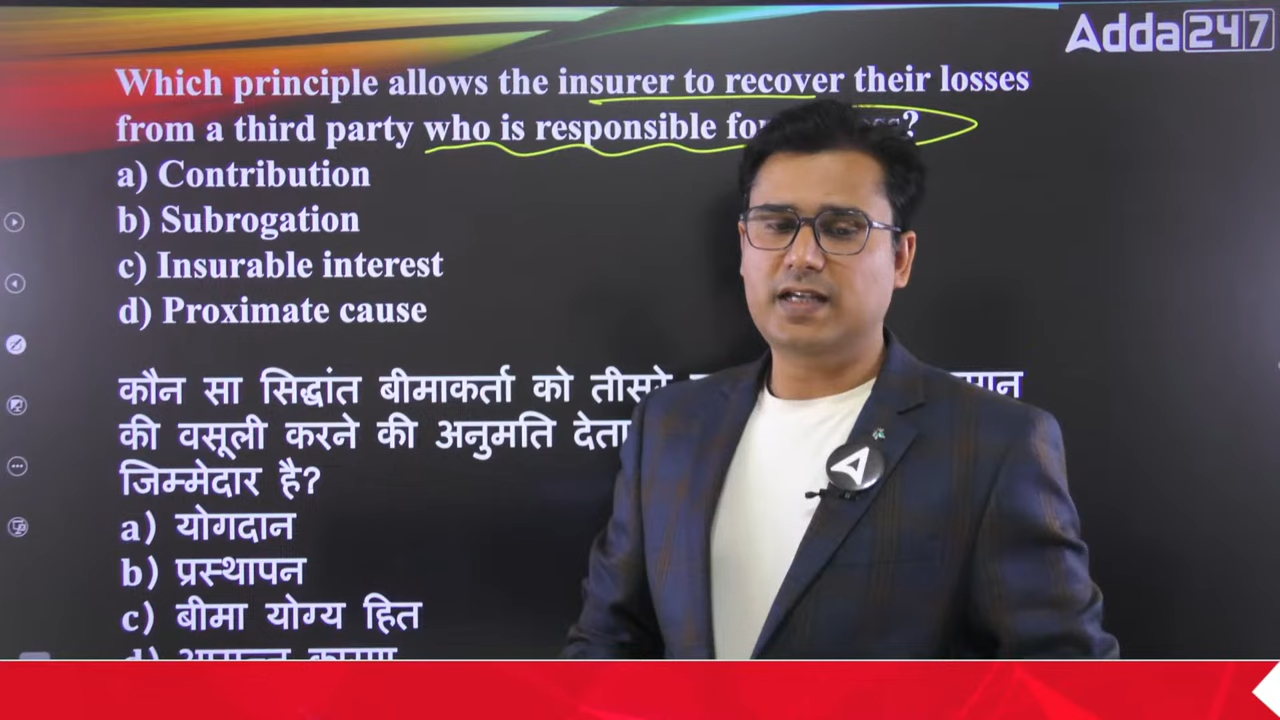 Adda247
Which principle allows the insurer to recover their losses
from a third party who is responsible for ?
a) Contribution
b) Subrogation
c) Insurable interest
d) Proximate cause
कौन सा सिद्धांत बीमाकर्ता को तीसरे
की वसूली करने की अनुमति देता
जिम्मेदार है?
a) योगदान
b) प्रस्थापन
c) बीमा योग्य हित
d)